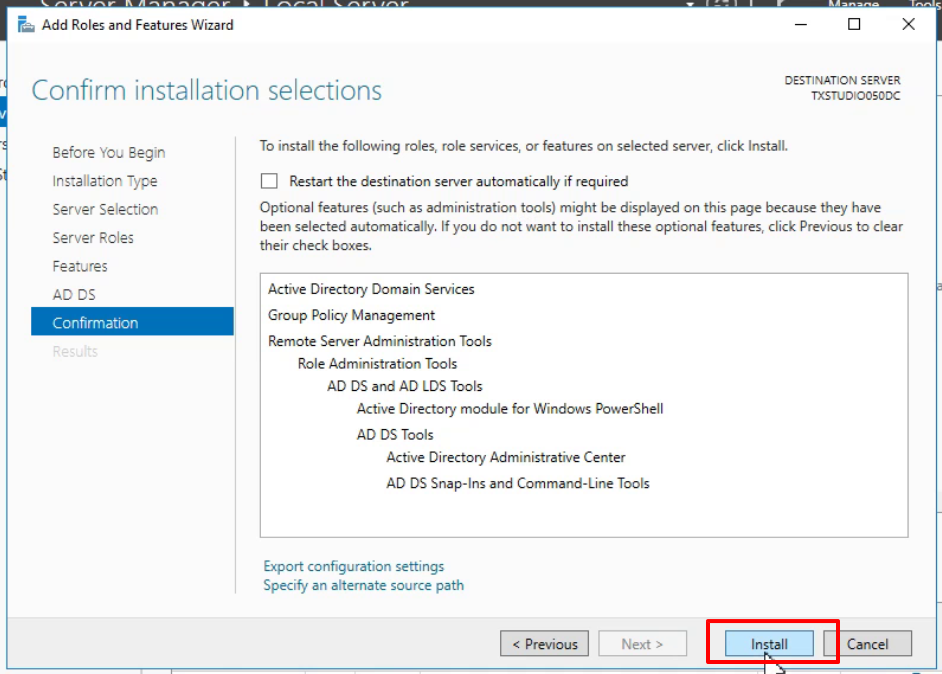 Server Manager Local Server
Manage Tools
Add Roles and Features Wizard
Confirm installation selections
DESTINATION SERVER
TXSTUDIO050DC
Before You Begin
Installation Type
Server Selection
Server Roles
Features
AD DS
Confirmation
Results
To install the following roles, role services, or features on selected server, click Install.
Restart the destination server automatically if required
Optional features (such as administration tools) might be displayed on this page because they have
been selected automatically. If you do not want to install these optional features, click Previous to clear
their check boxes.
Active Directory Domain Services
Group Policy Management
Remote Server Administration Tools
Role Administration Tools
AD DS and AD LDS Tools
Active Directory module for Windows PowerShell
AD DS Tools
Active Directory Administrative Center
AD DS Snap-Ins and Command-Line Tools
Export configuration settings
Specify an alternate source path
< Previous
Next >
Install
Cancel